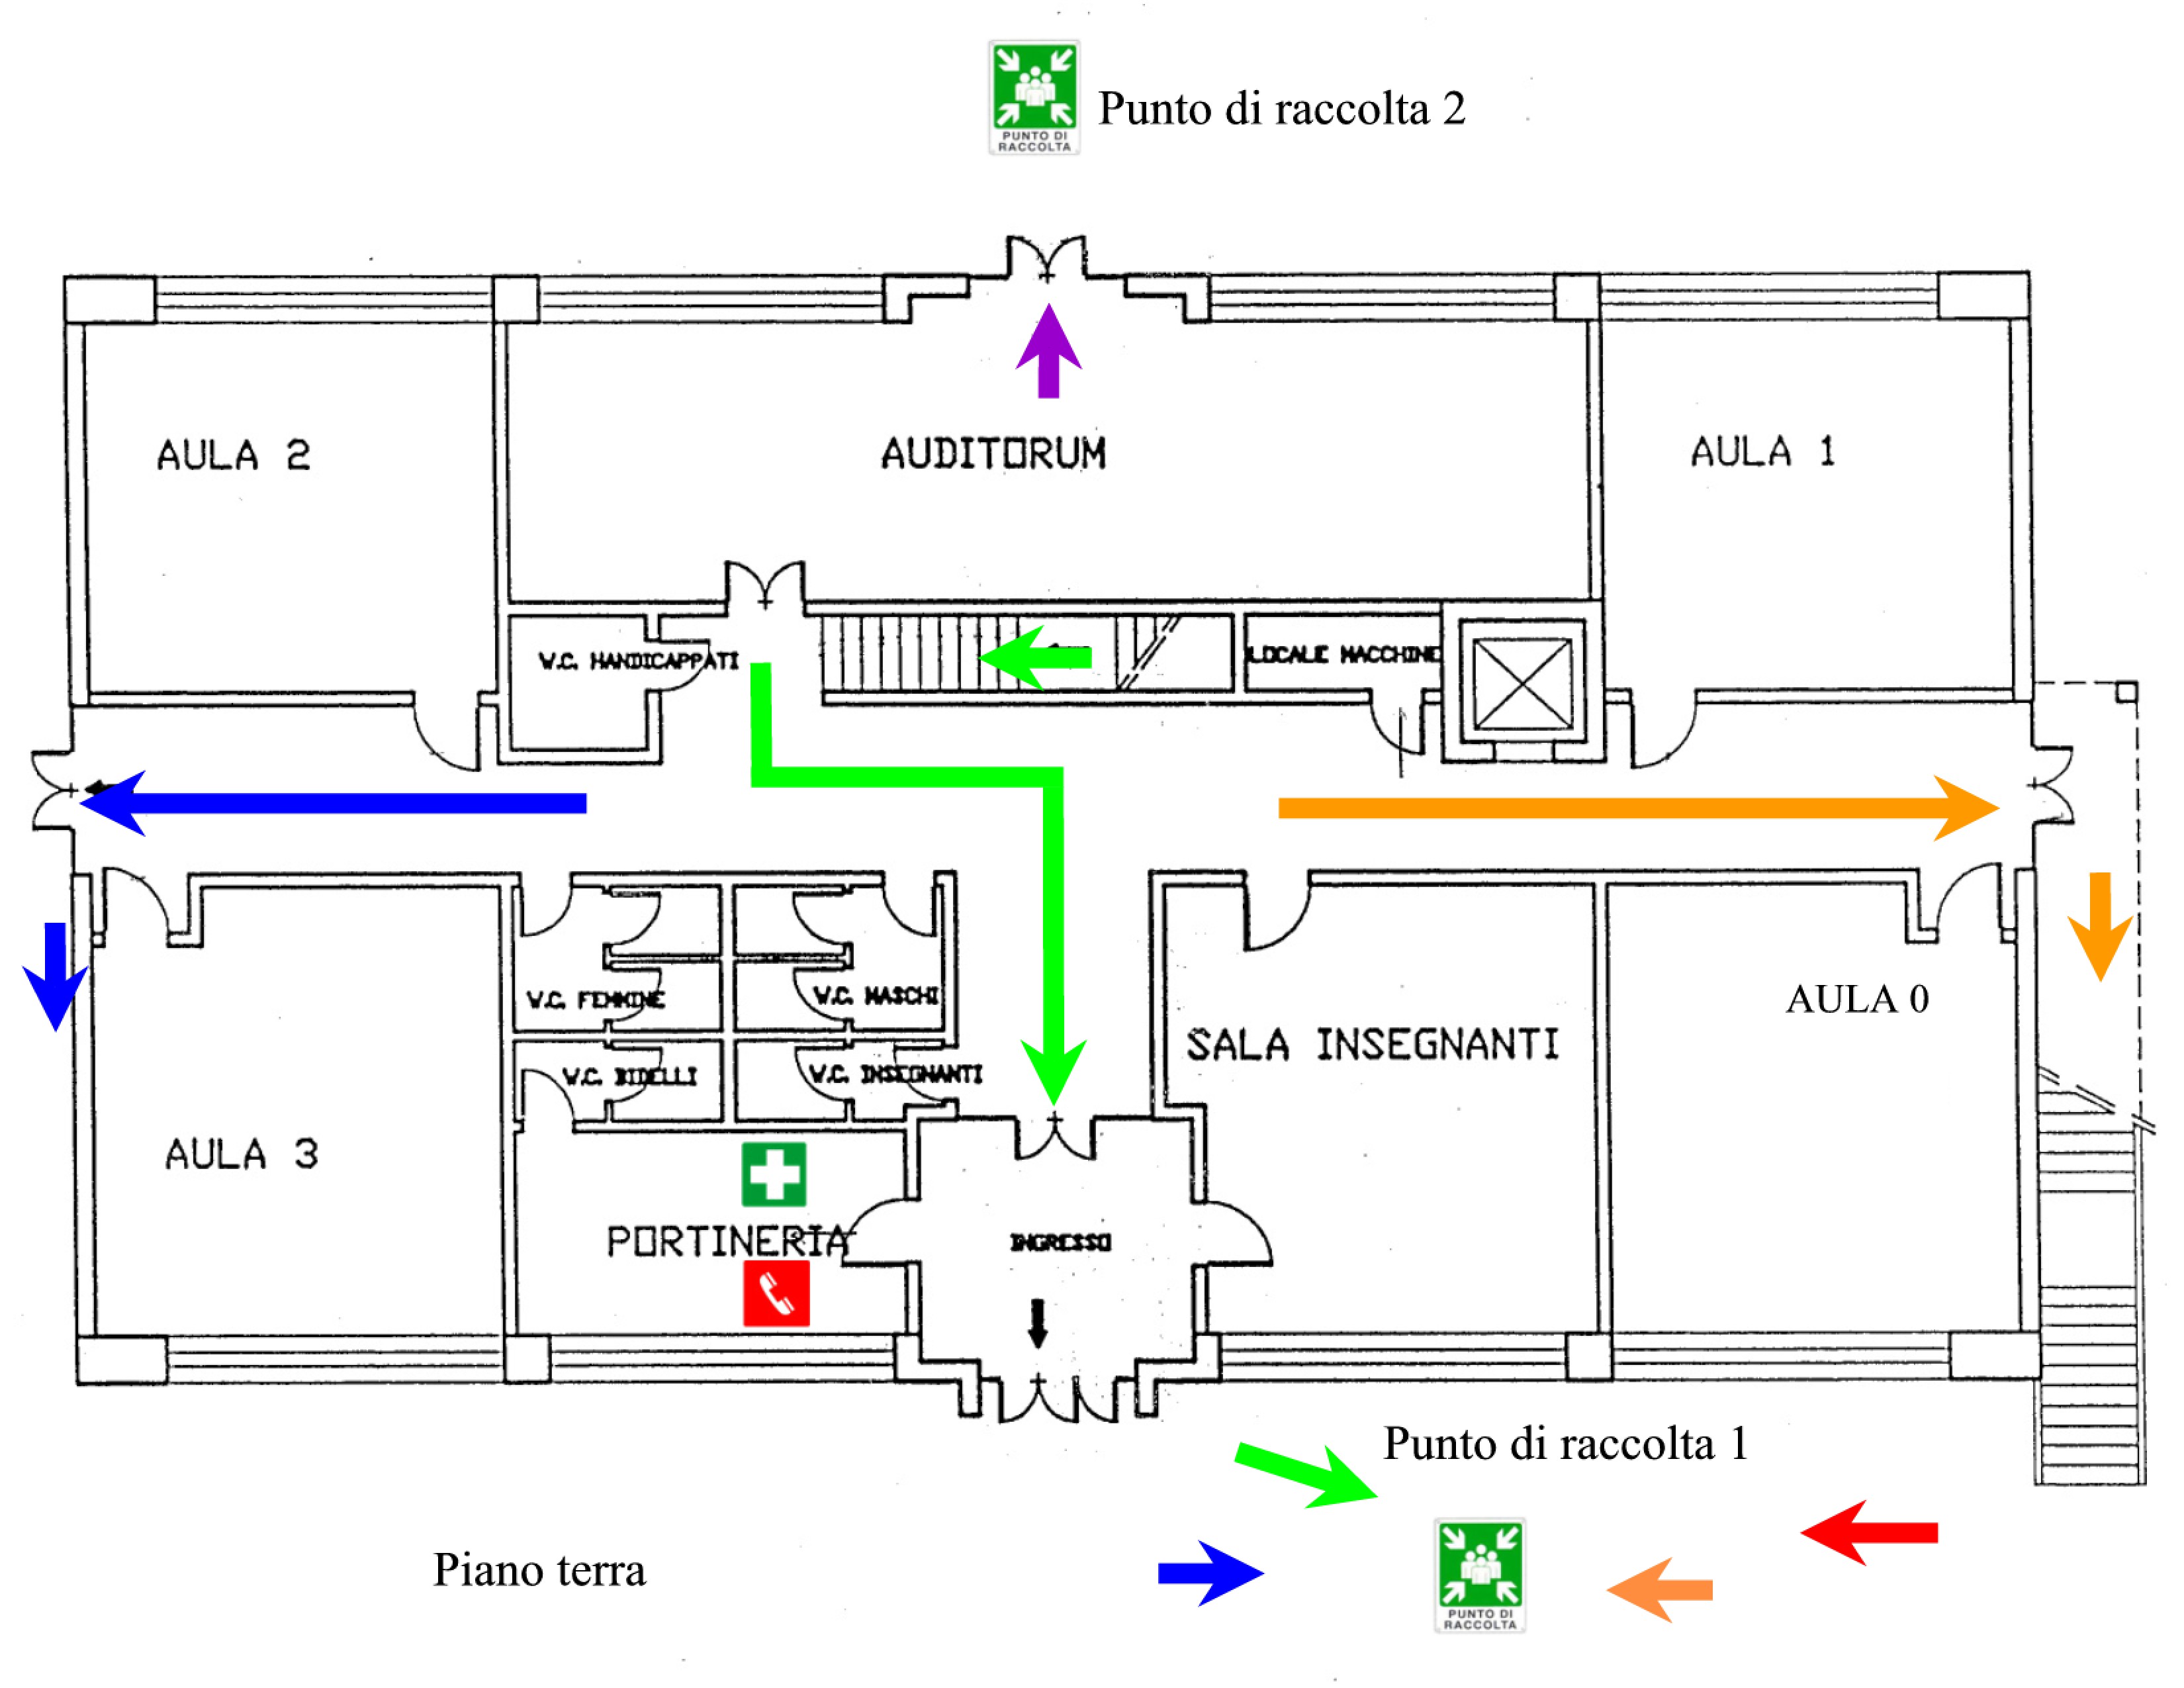 PUNTO DI
RACCOLTA
Punto di raccolta 2
AULA 2
AUDITORUM
AULA 1
W.C. HANDICAPPATI
LOCALE MACCHINE
W.C. FEMMINE
W.C. MASCHI
AULA 0
SALA INSEGNANTI
W.C. BIDELLI
W.C. INSEGNANTI
AULA 3
PORTINERIA
INGRESSO
Punto di raccolta 1
Piano terra
PUNTO DI
RACCOLTA